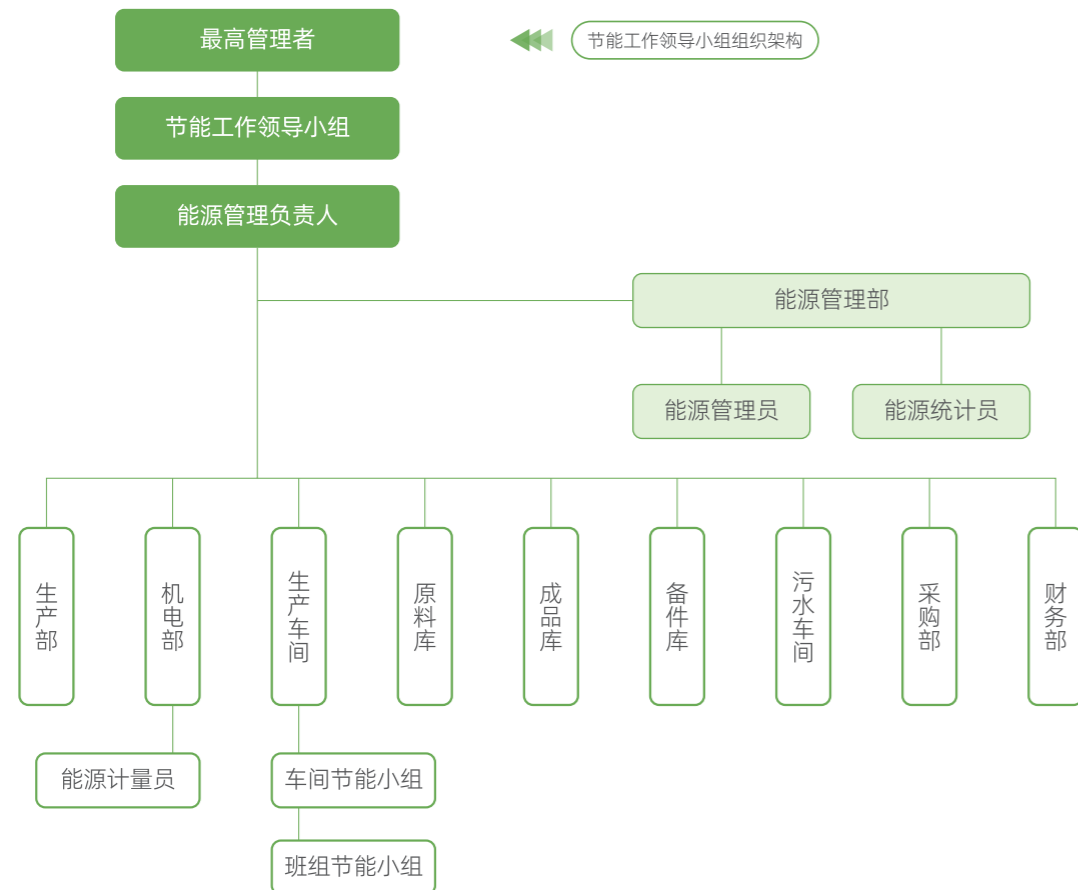 最高管理者
节能工作领导小组组织架构
节能工作领导小组
能源管理负责人
能源管理部
能源管理员
能源统计员
生产部
机电部
生产车间
原料库
成品库
备件库
污水车间
采购部
财务部
能源计量员
车间节能小组
班组节能小组